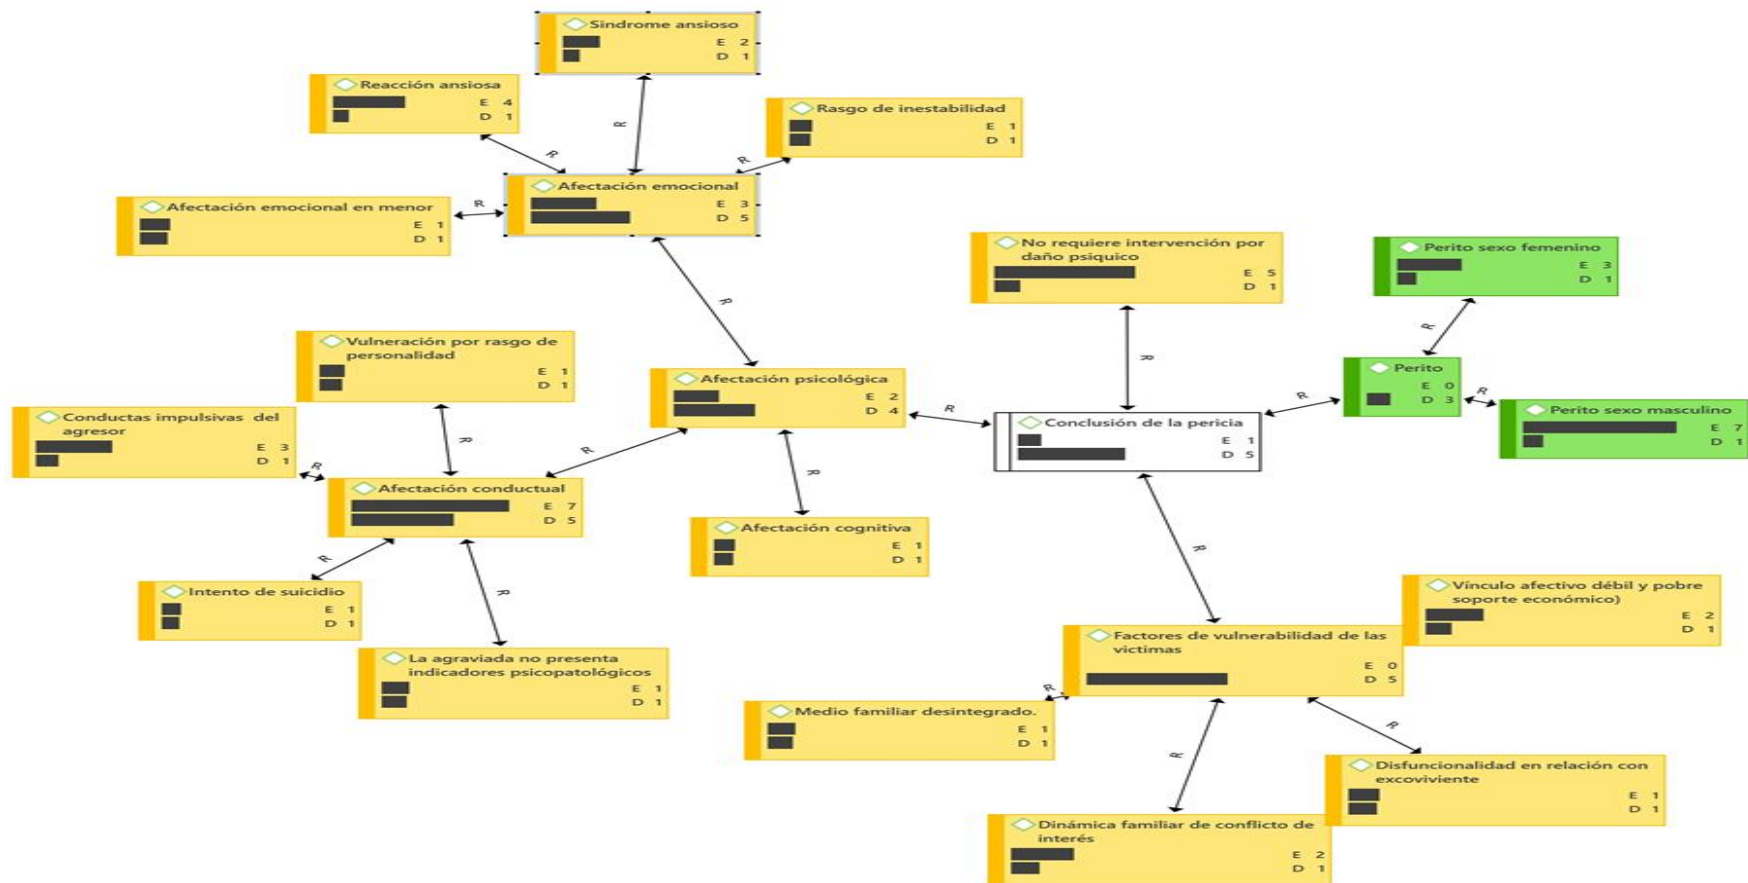 Sindrome ansioso
E 2
D 1
Reacción ansiosa
E 4
D 1
Rasgo de inestabilidad
E 1
D 1
R
R
R
Afectación emocional
E 3
D 5
Afectación emocional en menor
E 1
D 1
R
No requiere intervención por
daño psiquico
E 5
D 1
Perito sexo femenino
E 3
D 1
R
R
R
Vulneración por rasgo de
personalidad
E 1
D 1
Afectación psicológica
E 2
D 4
Perito
E 0
D 3
R
R
R
Perito sexo masculino
E 7
D 1
Conductas impulsivas del
agresor
E 3
D 1
Conclusión de la pericia
E 1
D 5
R
R
R
R
Afectación conductual
E 7
D 5
Afectación cognitiva
E 1
D 1
R
R
R
Intento de suicidio
E 1
D 1
Vínculo afectivo débil y pobre
soporte económico)
E 2
D 1
Factores de vulnerabilidad de las
victimas
E 0
D 5
La agraviada no presenta
indicadores psicopatológicos
E 1
D 1
R
Medio familiar desintegrado.
E 1
D 1
R
R
Disfuncionalidad en relación con
excoviviente
E 1
D 1
Dinámica familiar de conflicto de
interés
E 2
D 1